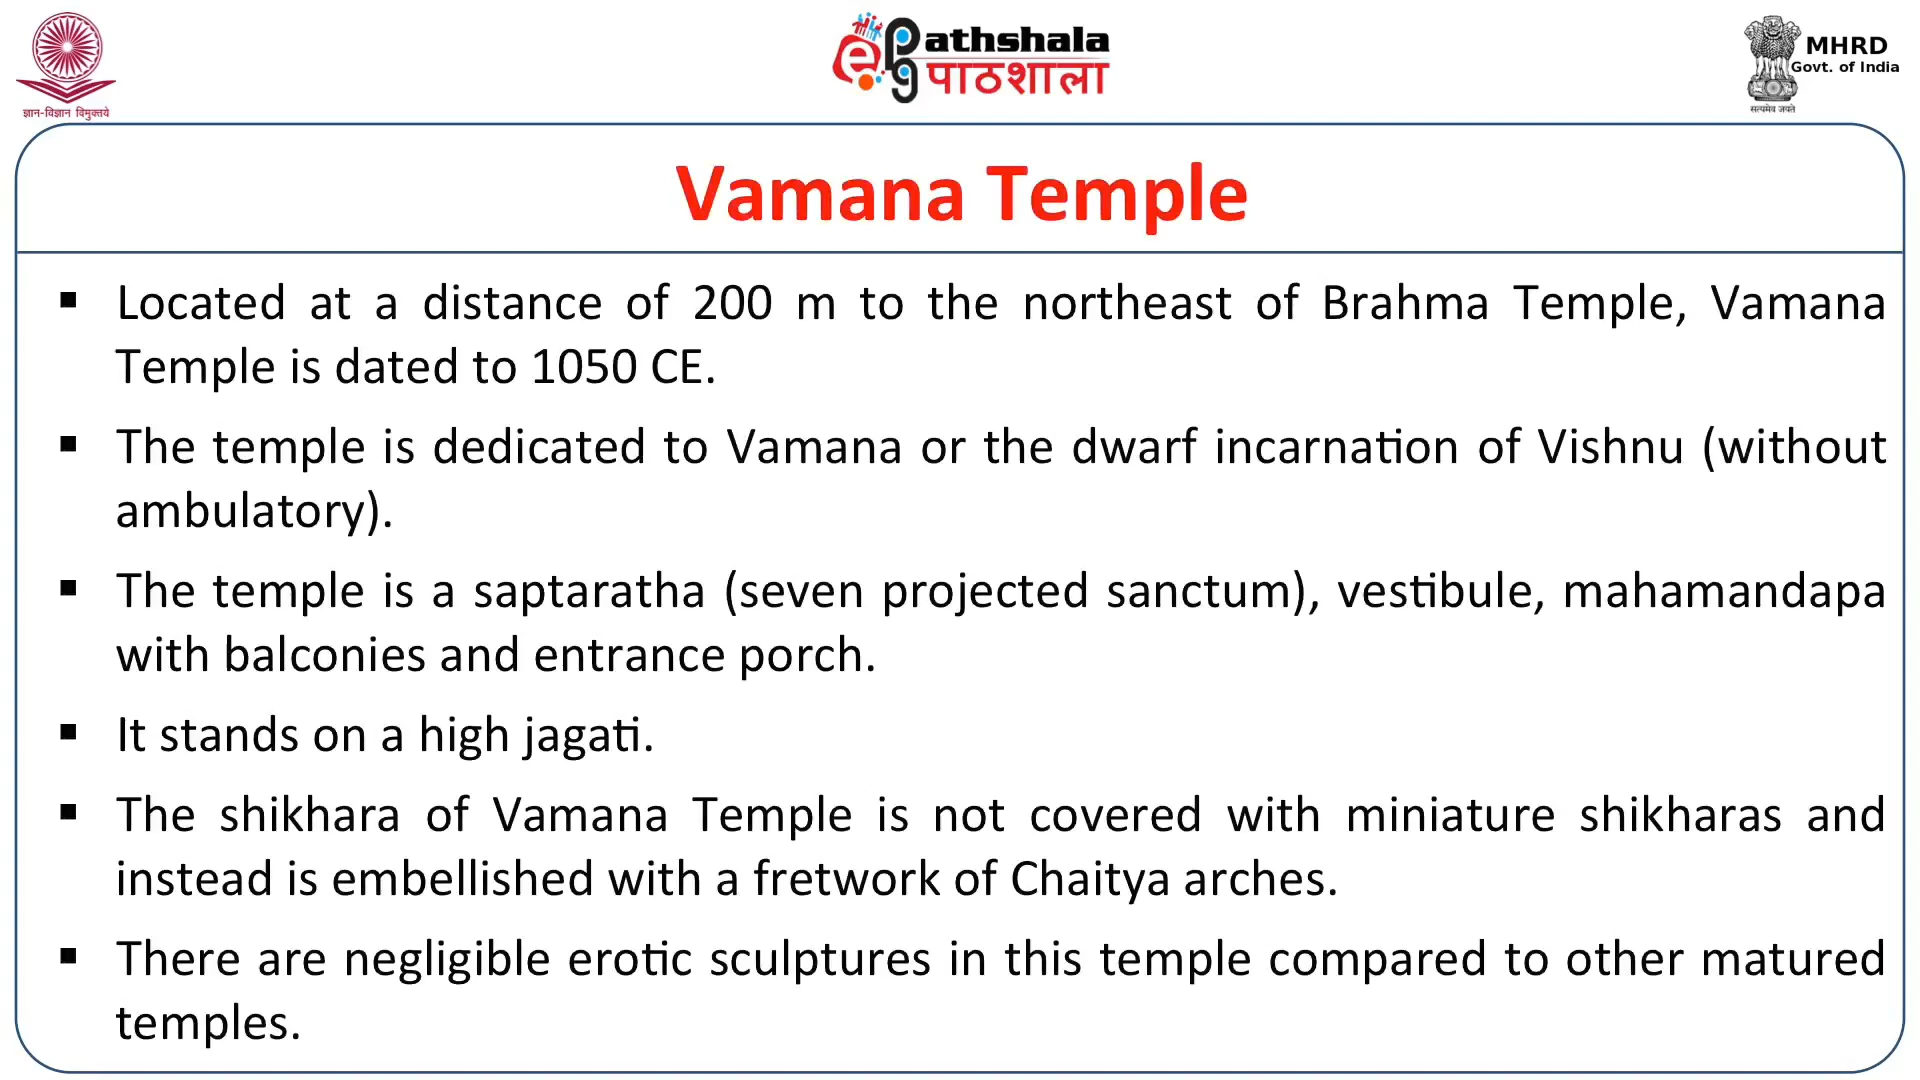 ज्ञान-विज्ञान विमुक्तये
ePathshala
पाठशाला
MHRD
Govt. of India
सत्यमेव जयते
Vamana Temple
▪ Located at a distance of 200 m to the northeast of Brahma Temple, Vamana
Temple is dated to 1050 CE.
▪ The temple is dedicated to Vamana or the dwarf incarnation of Vishnu (without
ambulatory).
▪ The temple is a saptaratha (seven projected sanctum), vestibule, mahamandapa
with balconies and entrance porch.
▪ It stands on a high jagati.
▪ The shikhara of Vamana Temple is not covered with miniature shikharas and
instead is embellished with a fretwork of Chaitya arches.
▪ There are negligible erotic sculptures in this temple compared to other matured
temples.